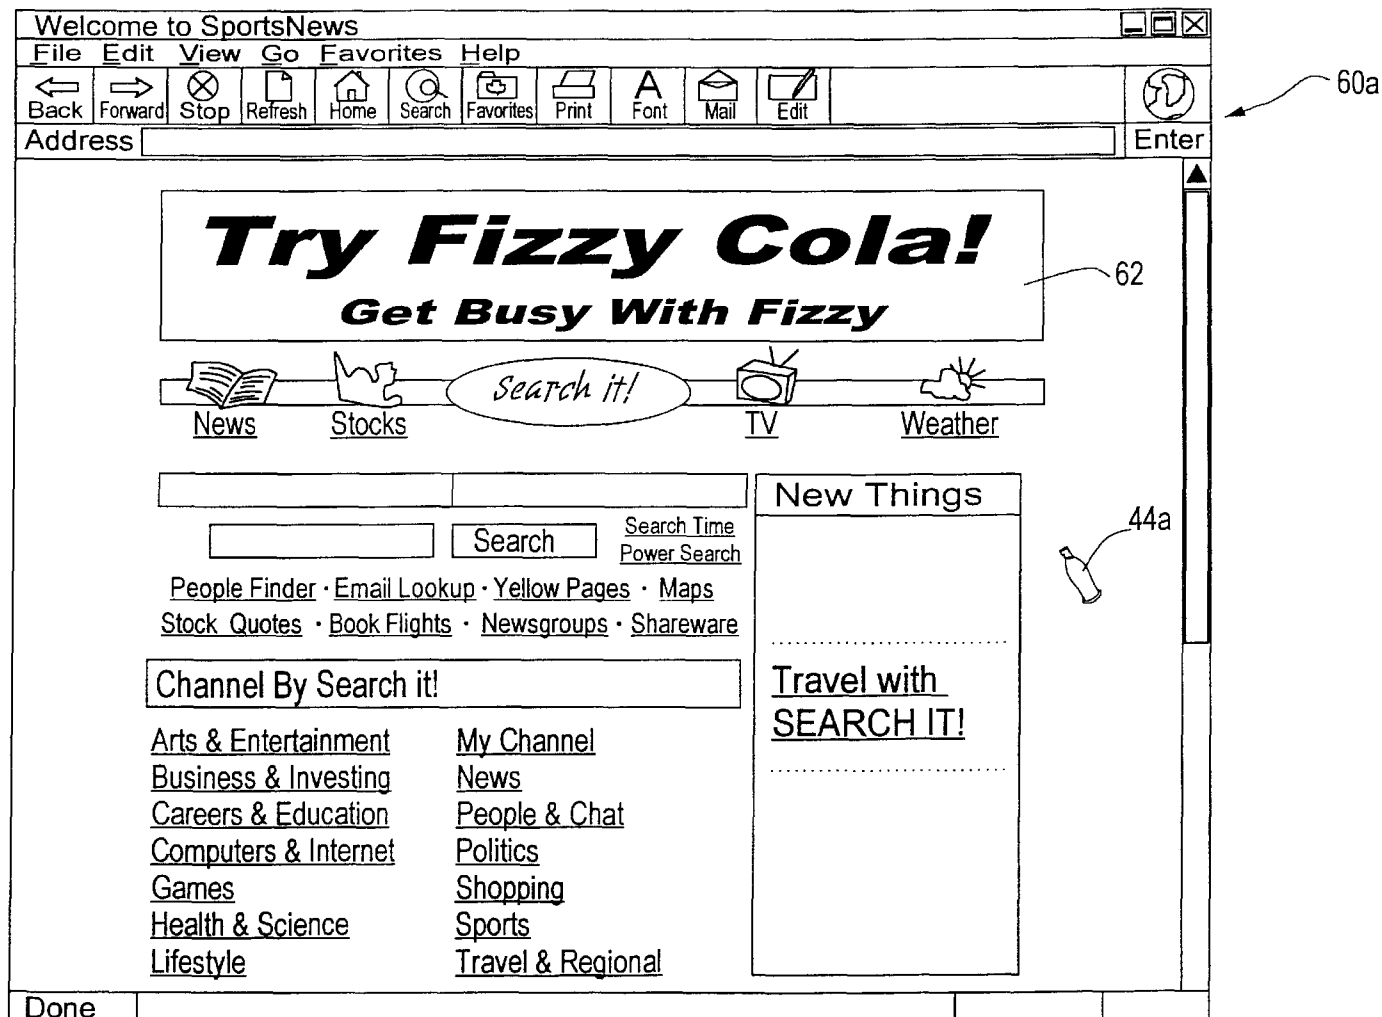 Welcome to SportsNews
File Edit View Go Favorites Help
Back Forward Stop Refresh Home Search Favorites Print Font Mail Edit
60a
Address Enter
Try Fizzy Cola!
Get Busy With Fizzy
62
Search it!
News Stocks TV Weather
New Things
44a
Search Search Time
Power Search
People Finder · Email Lookup · Yellow Pages · Maps
Stock Quotes · Book Flights · Newsgroups · Shareware
Channel By Search it!
Travel with
SEARCH IT!
Arts & Entertainment My Channel
Business & Investing News
Careers & Education People & Chat
Computers & Internet Politics
Games Shopping
Health & Science Sports
Lifestyle Travel & Regional
Done